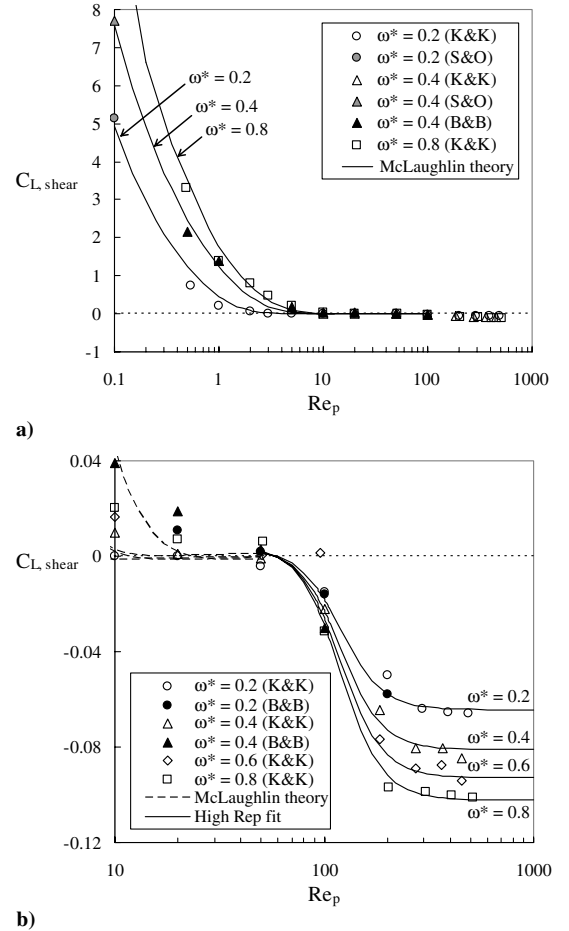 8
7
6
5
4
3
2
1
0
-1
C_L, shear
ω* = 0.2
ω* = 0.4
ω* = 0.8
ω* = 0.2 (K&K)
ω* = 0.2 (S&O)
ω* = 0.4 (K&K)
ω* = 0.4 (S&O)
ω* = 0.4 (B&B)
ω* = 0.8 (K&K)
McLaughlin theory
0.1 1 10 100 1000
Re_p
a)
0.04
0
-0.04
-0.08
-0.12
C_L, shear
ω* = 0.2
ω* = 0.4
ω* = 0.6
ω* = 0.8
ω* = 0.2 (K&K)
ω* = 0.2 (B&B)
ω* = 0.4 (K&K)
ω* = 0.4 (B&B)
ω* = 0.6 (K&K)
ω* = 0.8 (K&K)
McLaughlin theory
High Rep fit
10 100 1000
Re_p
b)